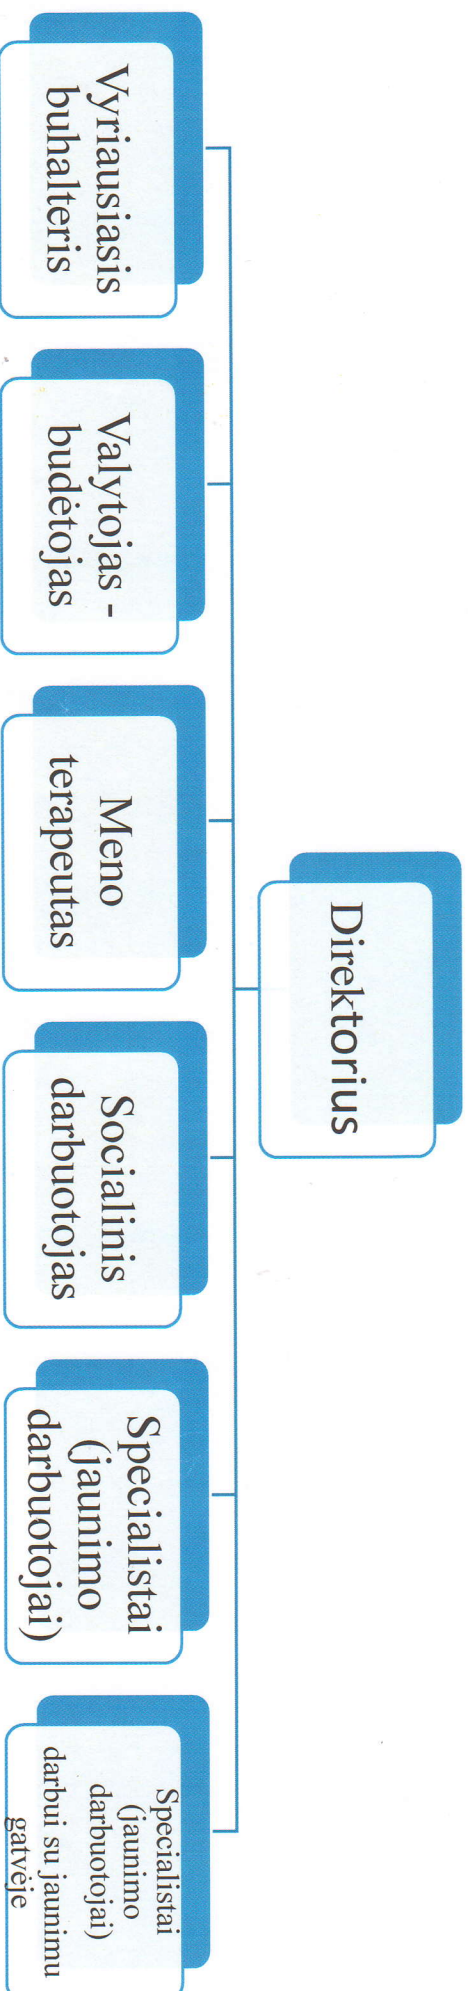 Direktorius
Vyriausiasis
buhalteris
Valytojas -
budėtojas
Meno
terapeutas
Socialinis
darbuotojas
Specialistai
(jaunimo
darbuotojai)
Specialistai
(jaunimo
darbuotojai)
darbui su jaunimu
gatvėje